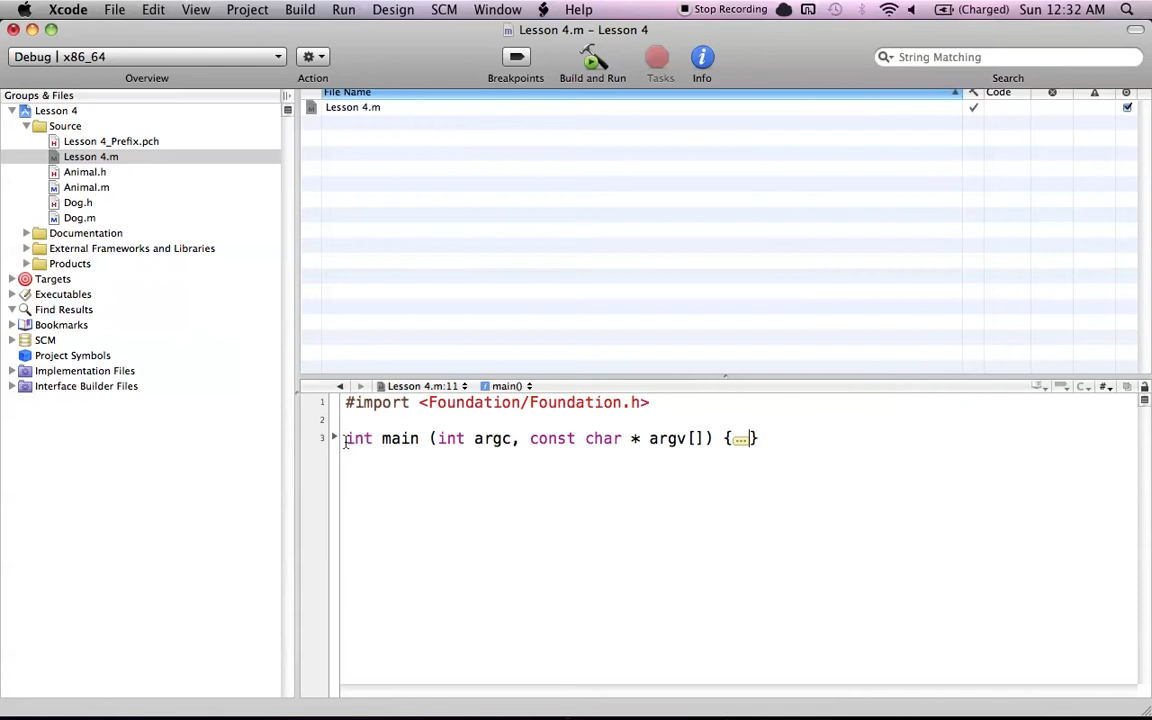 Xcode File Edit View Project Build Run Design SCM Window Help Stop Recording (Charged) Sun 12:32 AM
Lesson 4.m - Lesson 4
Debug | x86_64
String Matching
Overview Action Breakpoints Build and Run Tasks Info Search
Groups & Files
File Name Code
Lesson 4
Lesson 4.m
Source
Lesson 4_Prefix.pch
Lesson 4.m
Animal.h
Animal.m
Dog.h
Dog.m
Documentation
External Frameworks and Libraries
Products
Targets
Executables
Find Results
Bookmarks
SCM
Project Symbols
Implementation Files
Interface Builder Files
Lesson 4.m:11 main() C #
1 #import <Foundation/Foundation.h>
2
3 int main (int argc, const char * argv[]) {...}